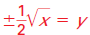 ±1/2√x = y